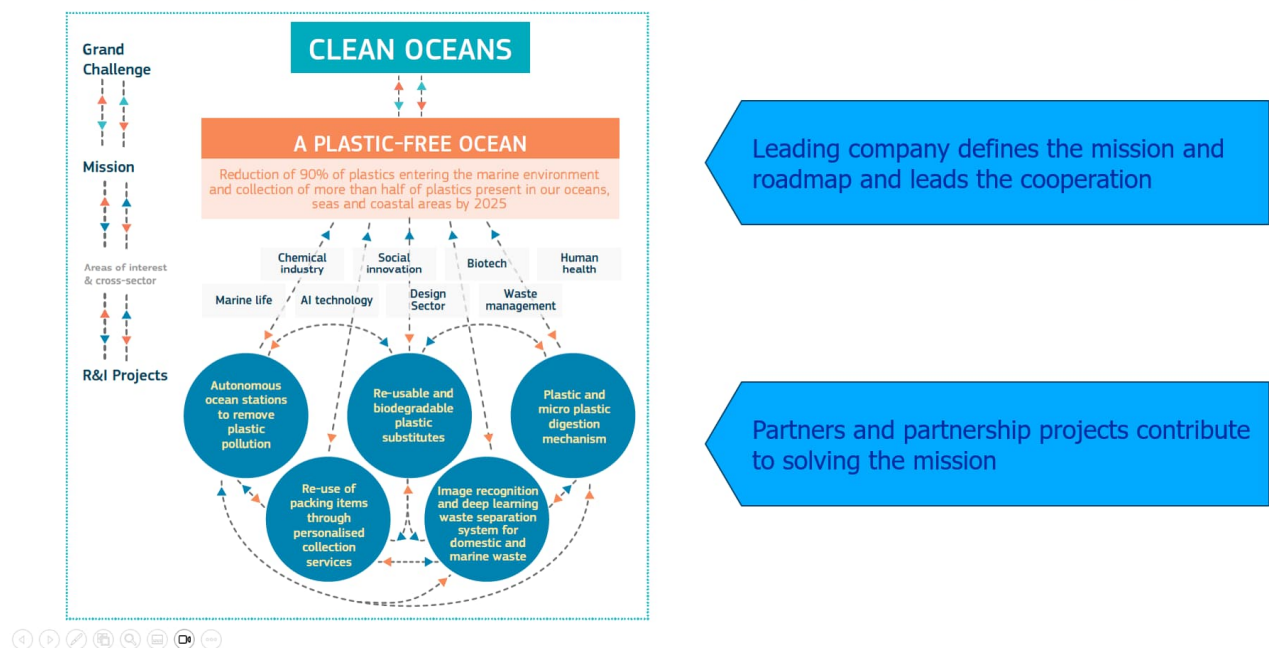 CLEAN OCEANS
Grand
Challenge
Mission
Areas of interest
& cross-sector
R&I Projects
A PLASTIC-FREE OCEAN
Reduction of 90% of plastics entering the marine environment
and collection of more than half of plastics present in our oceans,
seas and coastal areas by 2025
Chemical
industry
Social
innovation
Biotech
Human
health
Marine life
AI technology
Design
Sector
Waste
management
Autonomous
ocean stations
to remove
plastic
pollution
Re-usable and
biodegradable
plastic
substitutes
Plastic and
micro plastic
digestion
mechanism
Re-use of
packing items
through
personalised
collection
services
Image recognition
and deep learning
waste separation
system for
domestic and
marine waste
Leading company defines the mission and
roadmap and leads the cooperation
Partners and partnership projects contribute
to solving the mission